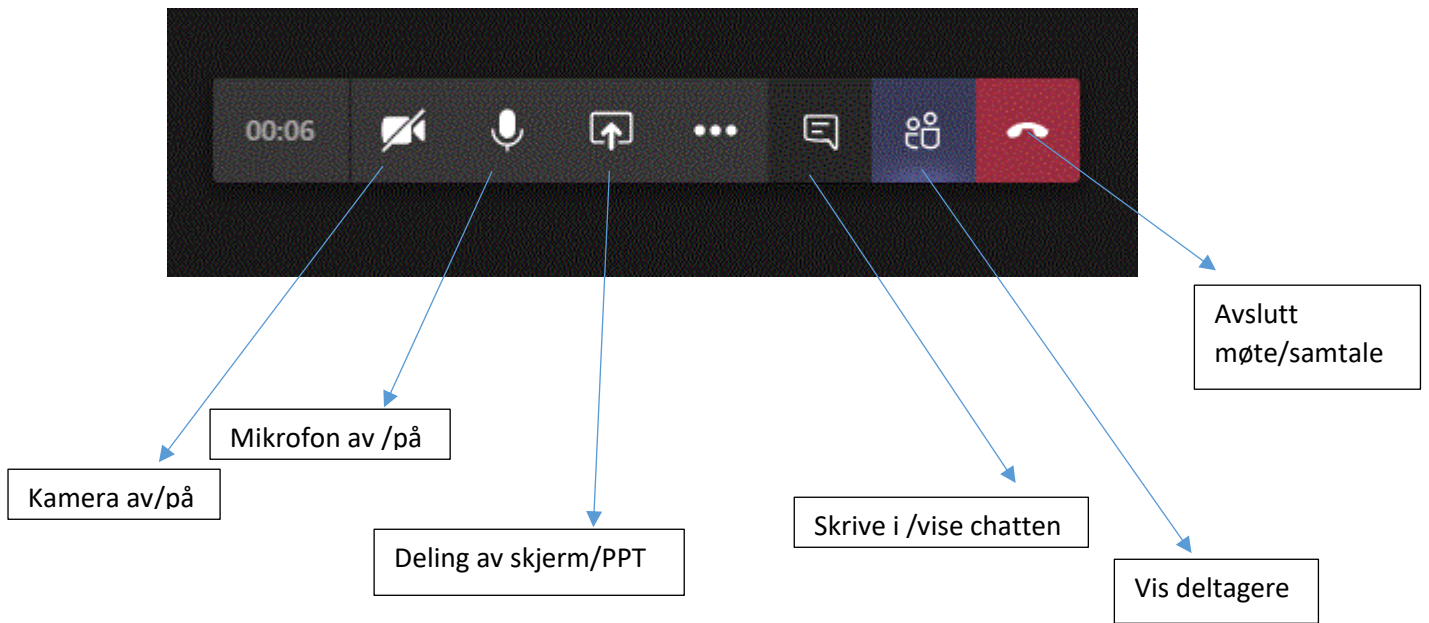 00:06
Avslutt
møte/samtale
Mikrofon av /på
Kamera av/på
Skrive i /vise chatten
Deling av skjerm/PPT
Vis deltagere